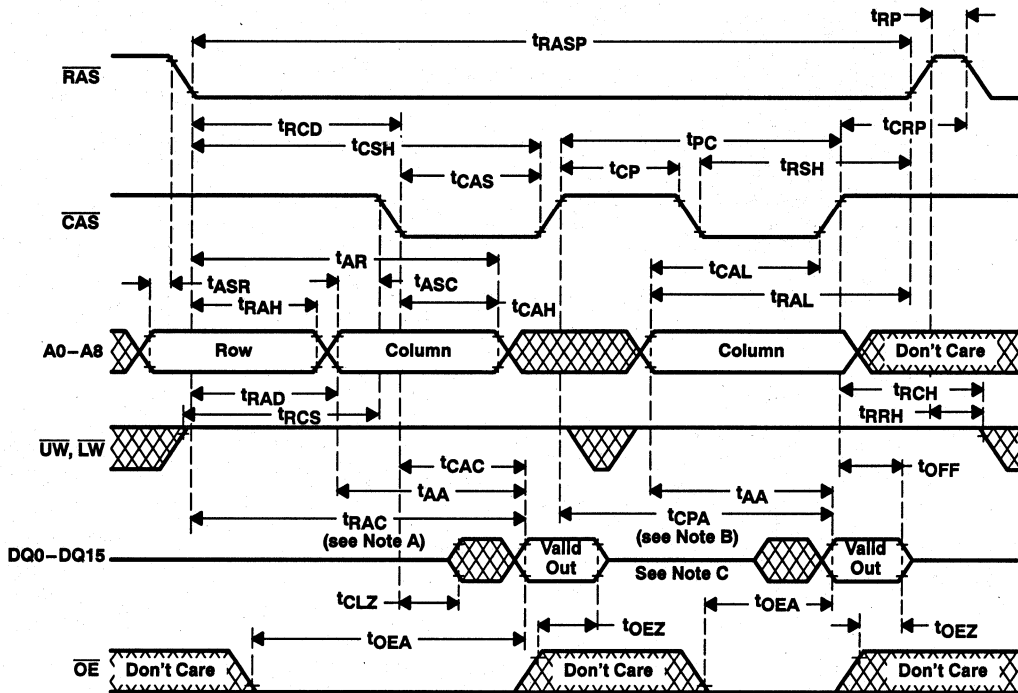 tRP
tRASP
RAS
tRCD
tCRP
tCSH
tPC
tCAS
tCP
tRSH
CAS
tAR
tCAL
tASR
tASC
tRAH
tCAH
tRAL
A0–A8
Row
Column
Column
Don't Care
tRAD
tRCH
tRCS
tRRH
UW, LW
tCAC
tOFF
tAA
tAA
tRAC
(see Note A)
tCPA
(see Note B)
DQ0–DQ15
Valid
Out
See Note C
Valid
Out
tCLZ
tOEA
tOEA
tOEZ
tOEZ
OE
Don't Care
Don't Care
Don't Care